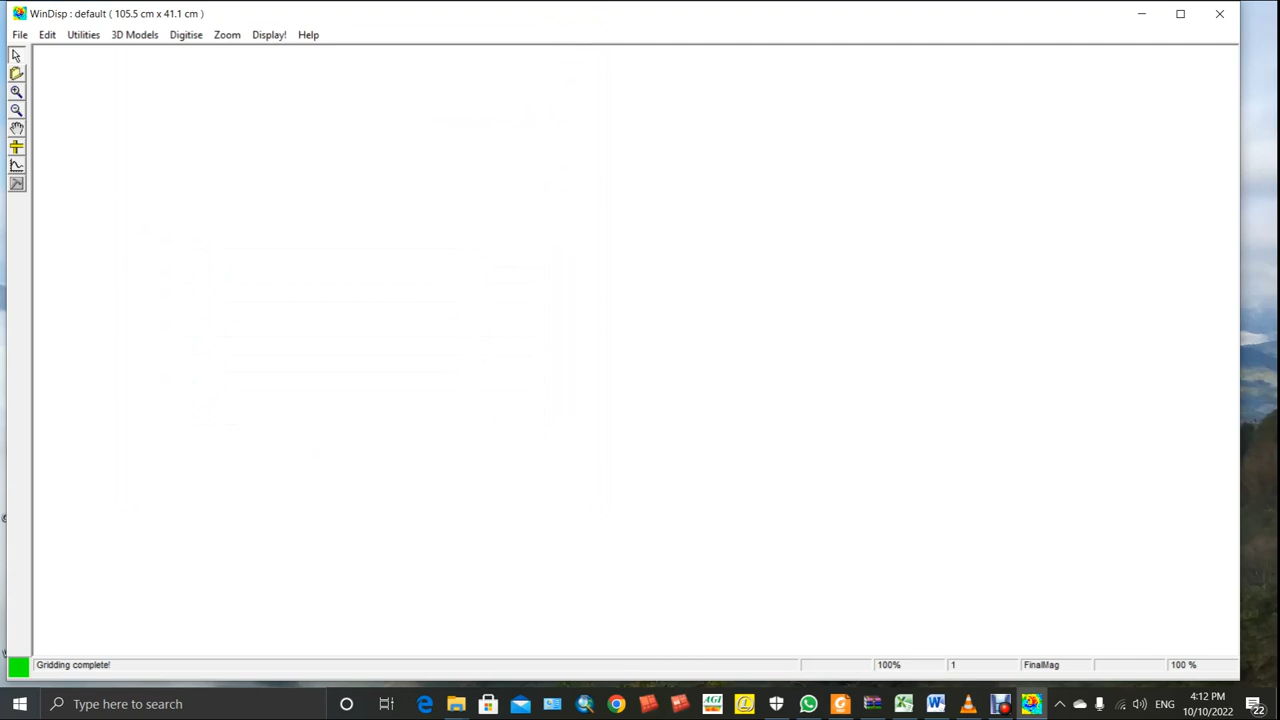 WinDisp : default ( 105.5 cm x 41.1 cm )
File Edit Utilities 3D Models Digitise Zoom Display! Help
Gridding complete! 100% 1 FinalMag 100 %
Type here to search
AGI
ENG
4:12 PM
10/10/2022
22